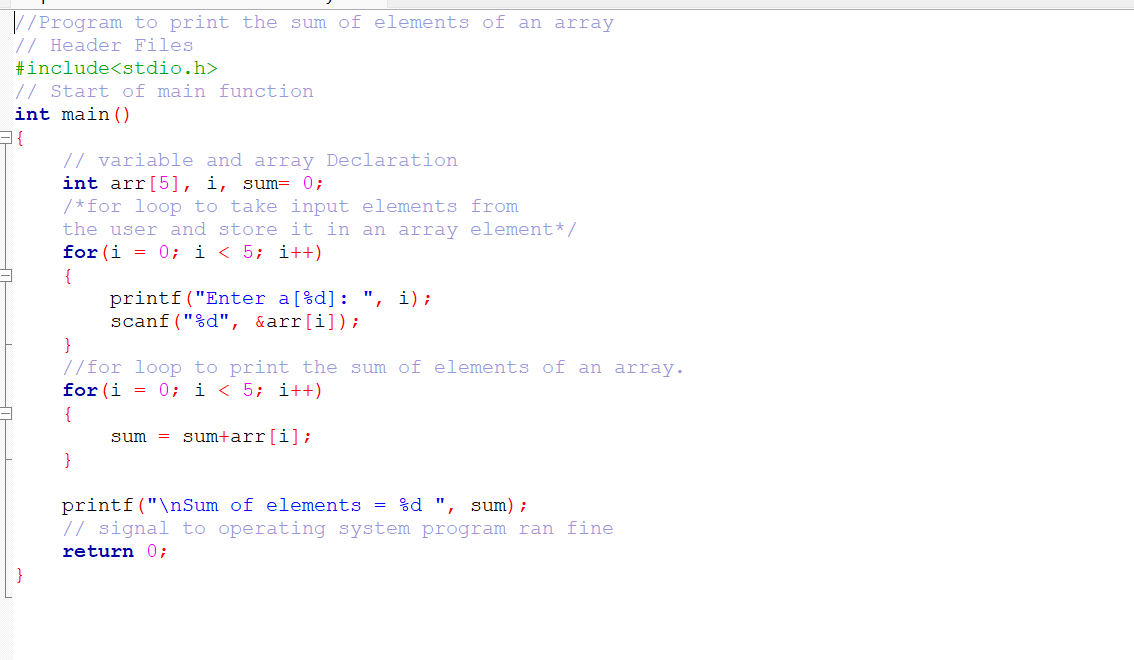 //Program to print the sum of elements of an array
// Header Files
#include<stdio.h>
// Start of main function
int main()
{
    // variable and array Declaration
    int arr[5], i, sum= 0;
    /*for loop to take input elements from
    the user and store it in an array element*/
    for(i = 0; i < 5; i++)
    {
        printf("Enter a[%d]: ", i);
        scanf("%d", &arr[i]);
    }
    //for loop to print the sum of elements of an array.
    for(i = 0; i < 5; i++)
    {
        sum = sum+arr[i];
    }

    printf("\nSum of elements = %d ", sum);
    // signal to operating system program ran fine
    return 0;
}